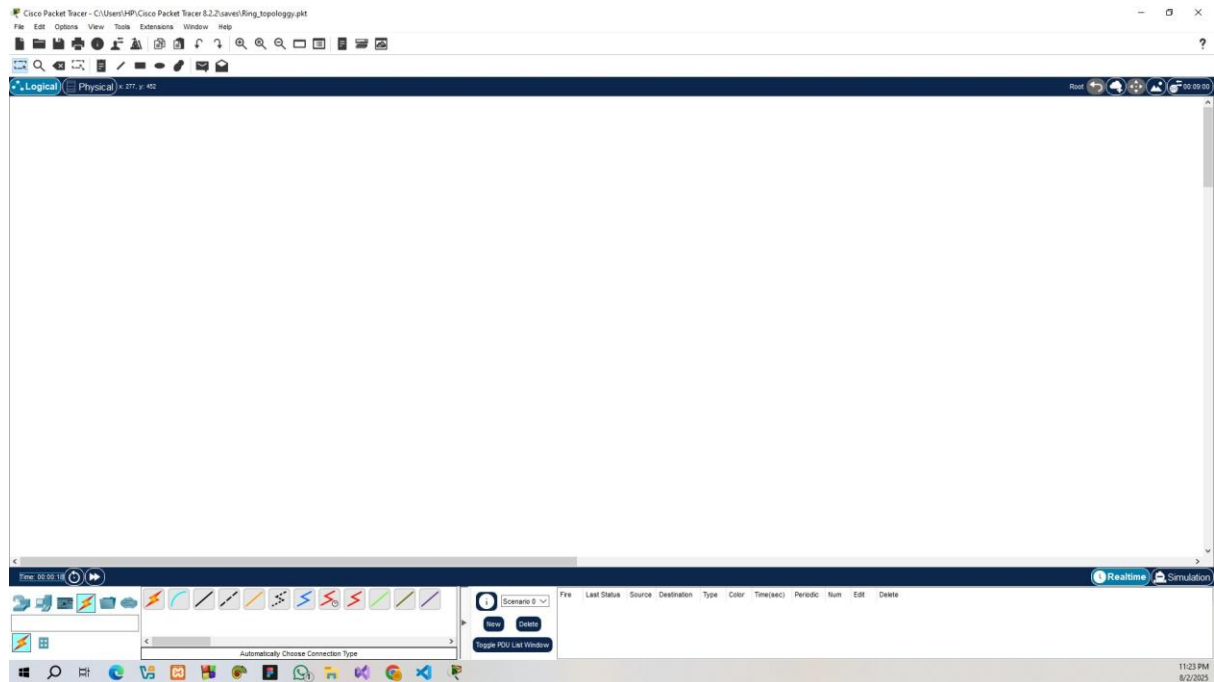 Cisco Packet Tracer - C:\Users\HP\Cisco Packet Tracer 8.2.2\saves\Ring_topologgy.pkt
File Edit Options View Tools Extensions Window Help
?
Logical Physical x: 277, y: 452 Root 00:09:00
Time: 00:00:18 Realtime Simulation
Scenario 0 Fire Last Status Source Destination Type Color Time(sec) Periodic Num Edit Delete
New Delete
Toggle PDU List Window
Automatically Choose Connection Type
11:23 PM
8/2/2025